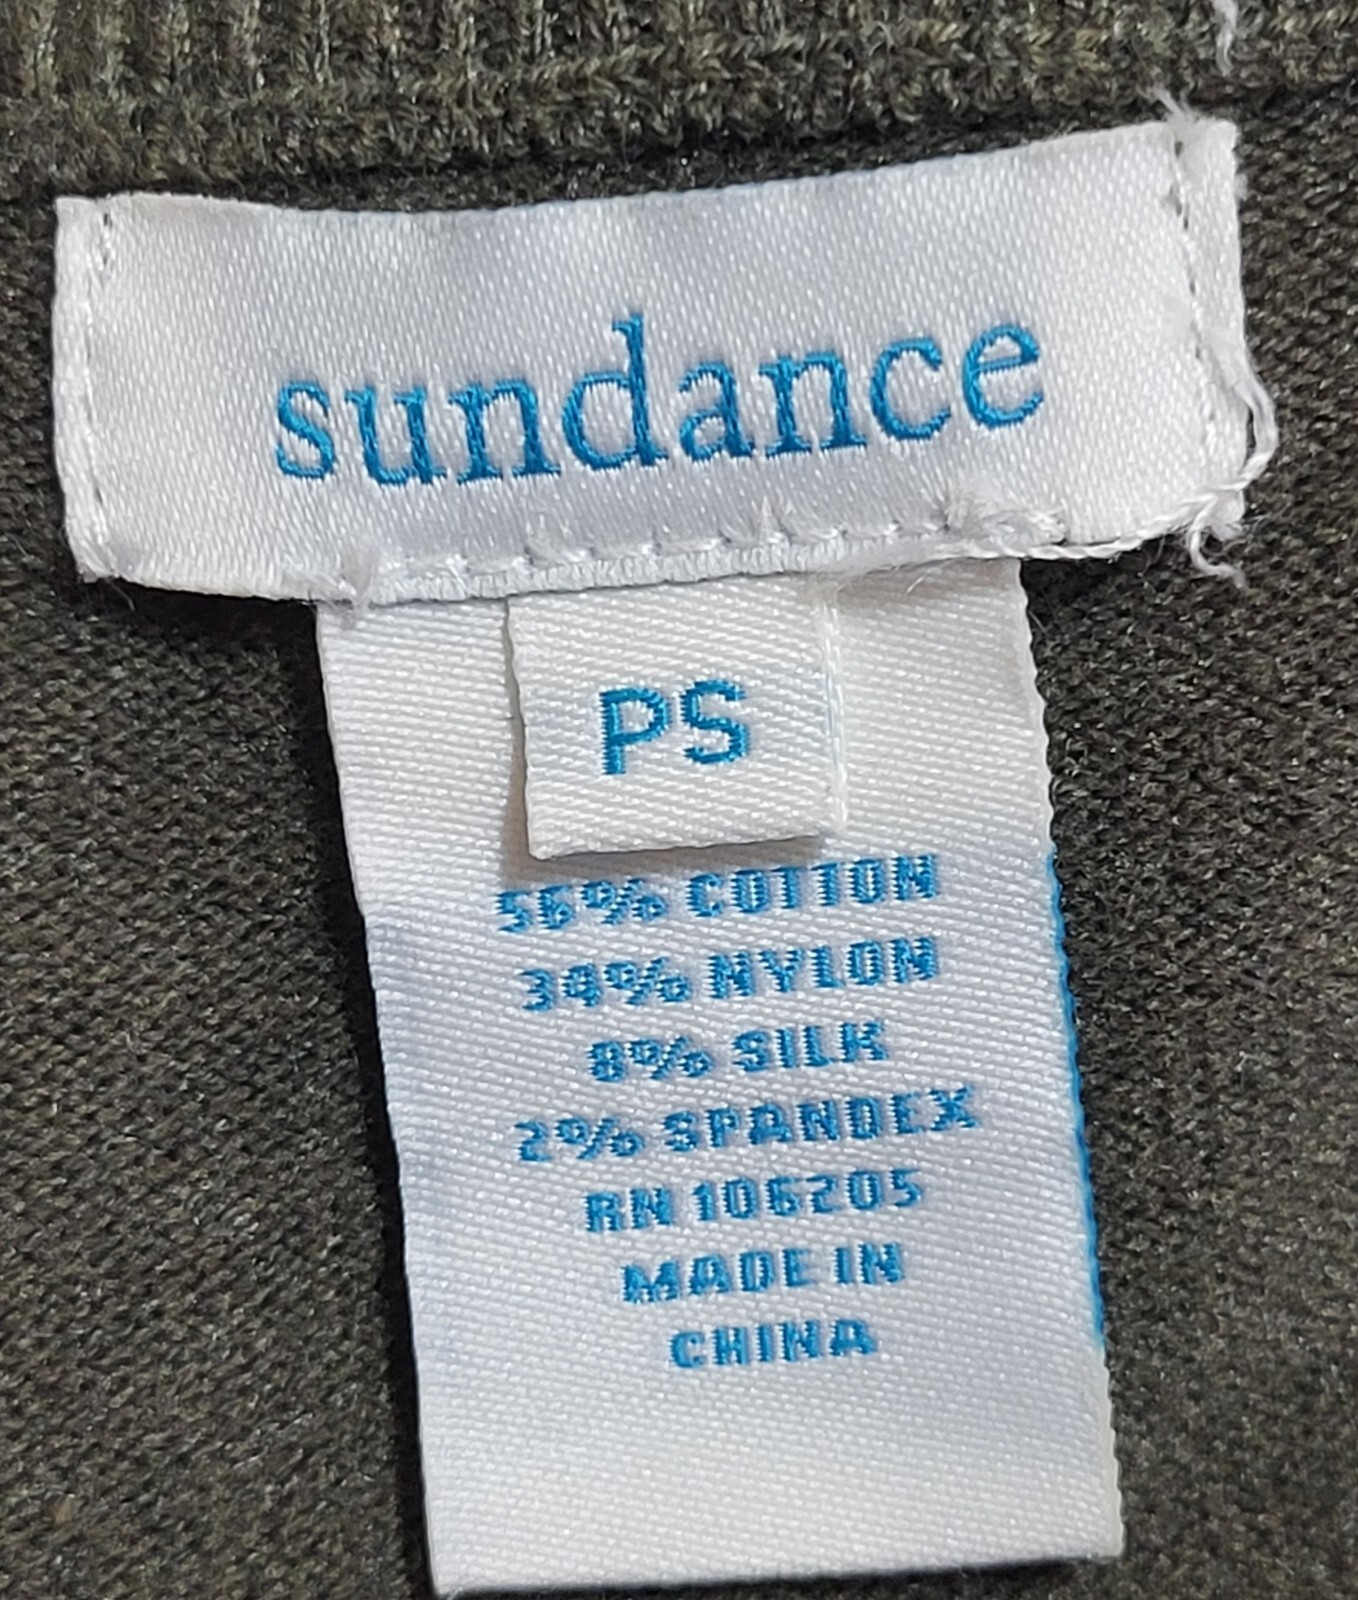 sundance
PS
56% COTTON
34% NYLON
8% SILK
2% SPANDEX
RN 106205
MADE IN
CHINA